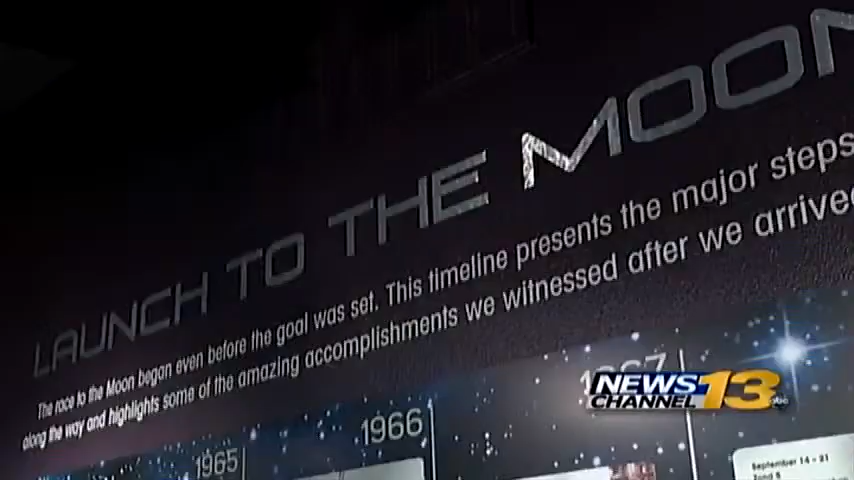 LAUNCH TO THE MOON
The race to the Moon began even before the goal was set. This timeline presents the major steps
along the way and highlights some of the amazing accomplishments we witnessed after we arrived
1965
1966
1967
NEWS 13
CHANNEL abc
September 14 - 21
Zond 5